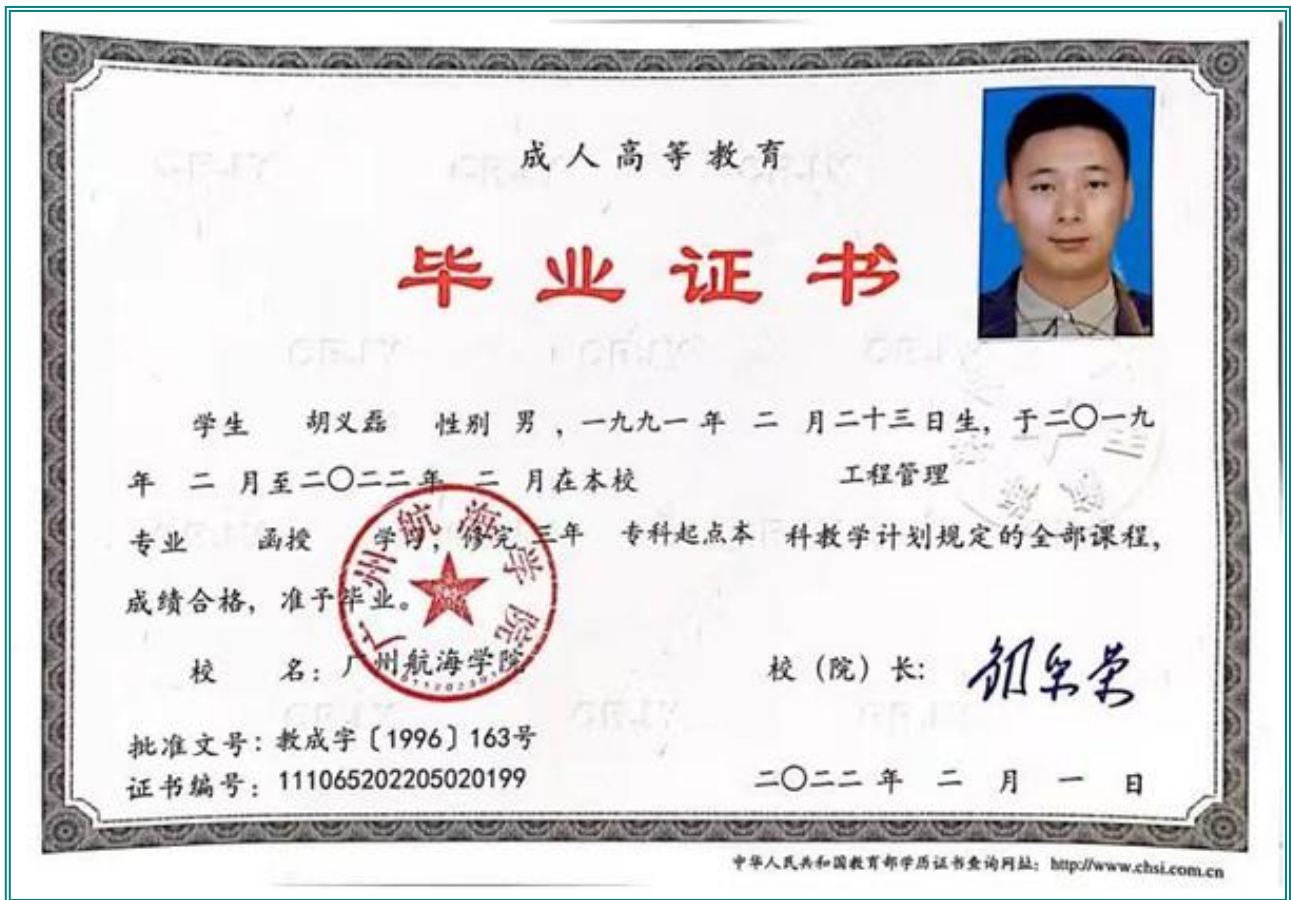 成人高等教育
毕业证书
学生 胡义磊 性别 男，一九九一年 二 月二十三日生，于二〇一九
年 二 月至二〇二二年 二 月在本校 工程管理
专业 函授 学习，修完 三年 专科起点本 科教学计划规定的全部课程，
成绩合格，准予毕业。
广州航海学院
校 名：广州航海学院 校（院）长：
批准文号：教成字〔1996〕163号
证书编号：111065202205020199 二〇二二 年 二 月 一 日
中华人民共和国教育部学历证书查询网址：http://www.chsi.com.cn